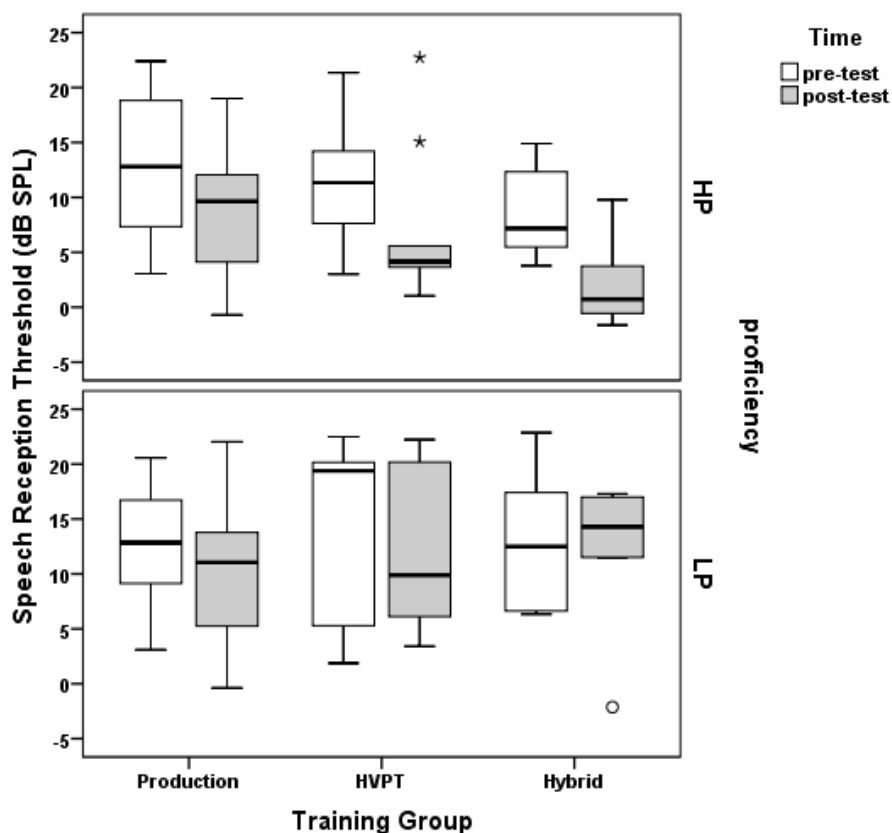 Time
pre-test
post-test
Speech Reception Threshold (dB SPL)
25
20
15
10
5
0
-5
HP
25
20
15
10
5
0
-5
LP
proficiency
Production HVPT Hybrid
Training Group